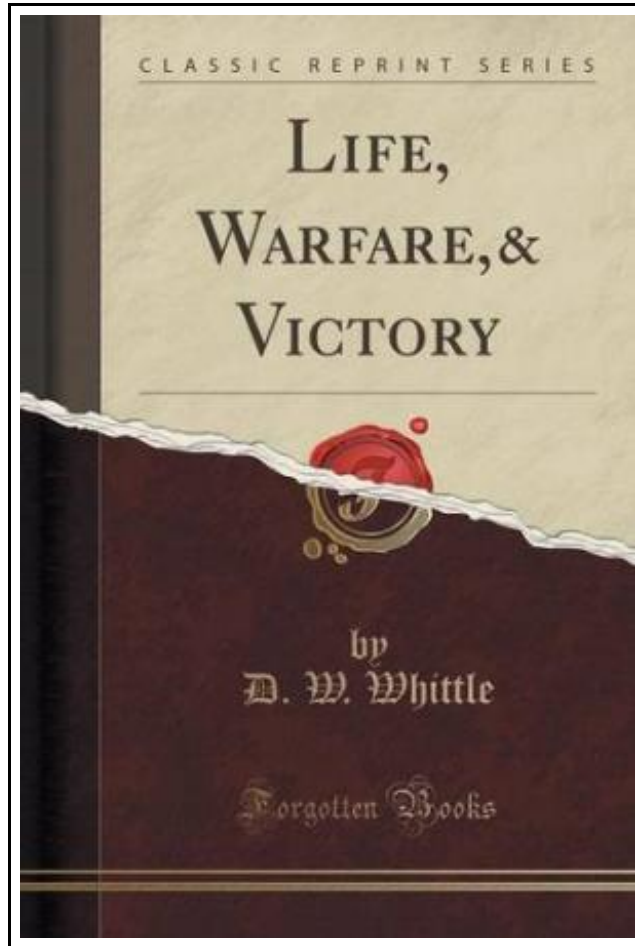 CLASSIC REPRINT SERIES
LIFE,
WARFARE, &
VICTORY
F
by
D. W. Whittle
Forgotten Books